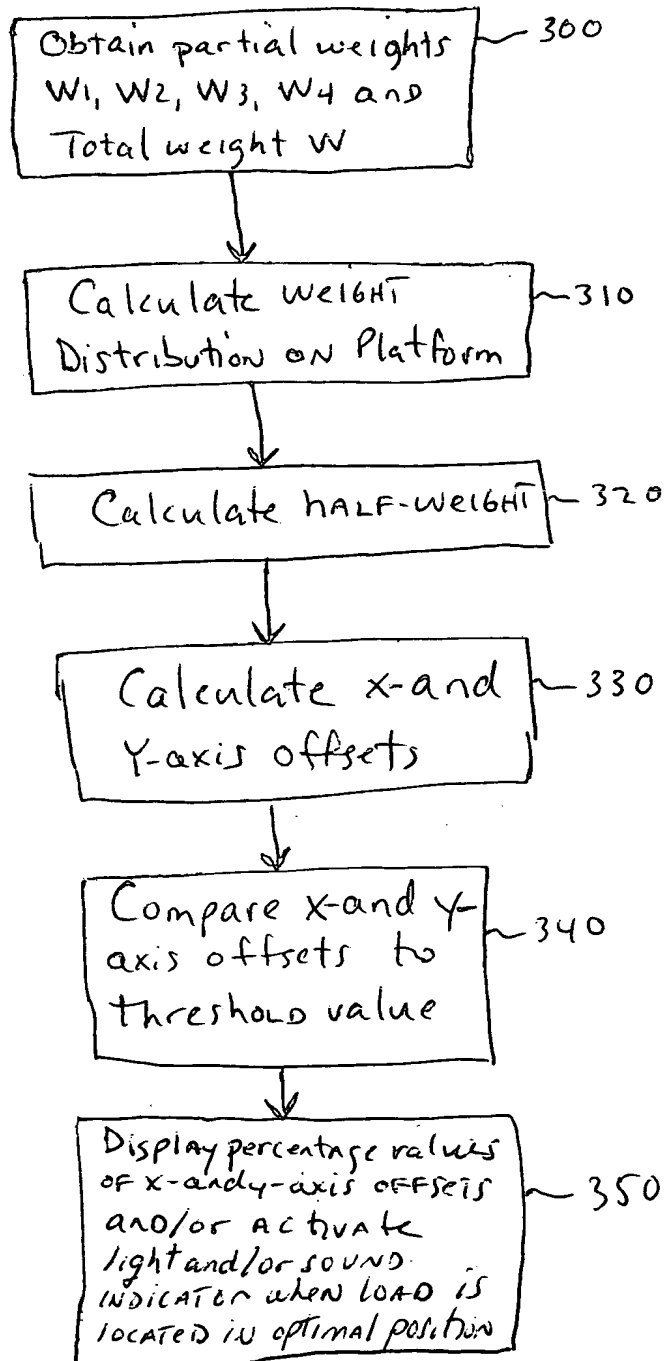 Obtain partial weights
W1, W2, W3, W4 and
Total weight W
300
Calculate WEIGHT
Distribution on Platform
310
Calculate HALF-WEIGHT
320
Calculate x-and
Y-axis offsets
330
Compare x-and y-
axis offsets to
threshold value
340
Display percentage values
OF x-and y-axis OFFSETS
AND/or Activate
light and/or SOUND
INDICATOR when LOAD is
LOCATED in optimal position
350